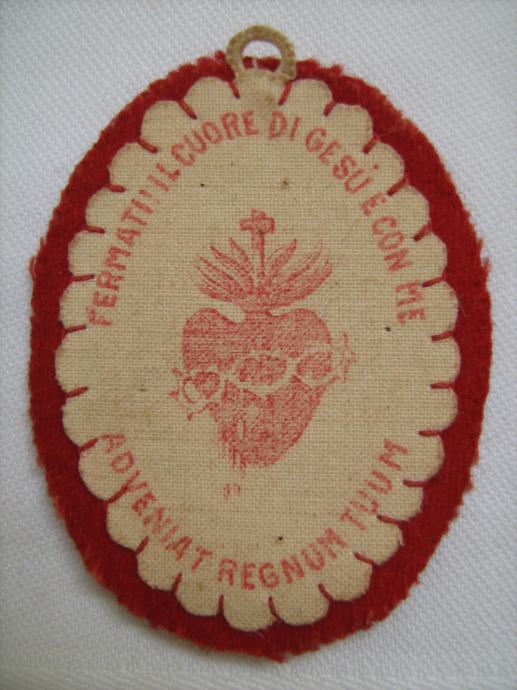 FERMATI! IL CUORE DI GESÙ È CON ME
ADVENIAT REGNUM TUUM